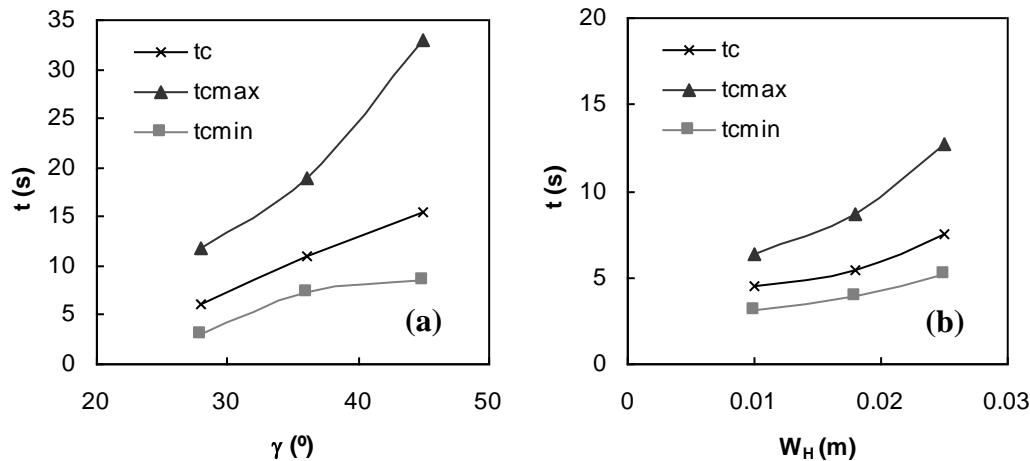 35
30
25
20
15
10
5
0
t (s)
tc
tcmax
tcmin
(a)
20 30 40 50
γ (º)
20
15
10
5
0
t (s)
tc
tcmax
tcmin
(b)
0 0.01 0.02 0.03
W_H (m)